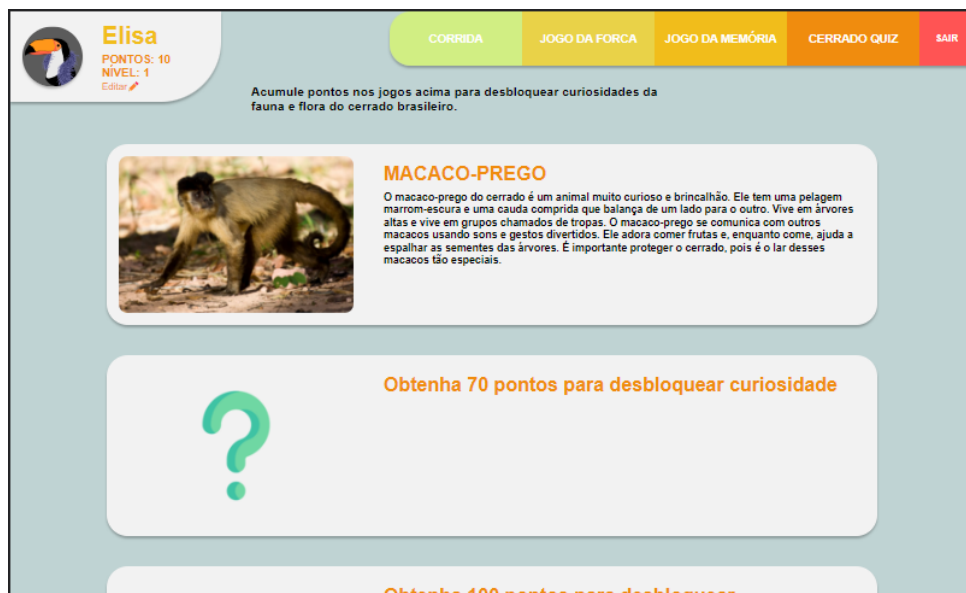 Elisa
PONTOS: 10
NÍVEL: 1
Editar
CORRIDA
JOGO DA FORCA
JOGO DA MEMÓRIA
CERRADO QUIZ
SAIR
Acumule pontos nos jogos acima para desbloquear curiosidades da
fauna e flora do cerrado brasileiro.
MACACO-PREGO
O macaco-prego do cerrado é um animal muito curioso e brincalhão. Ele tem uma pelagem
marrom-escura e uma cauda comprida que balança de um lado para o outro. Vive em árvores
altas e vive em grupos chamados de tropas. O macaco-prego se comunica com outros
macacos usando sons e gestos divertidos. Ele adora comer frutas e, enquanto come, ajuda a
espalhar as sementes das árvores. É importante proteger o cerrado, pois é o lar desses
macacos tão especiais.
Obtenha 70 pontos para desbloquear curiosidade
?
Obtenha 100 pontos para desbloquear